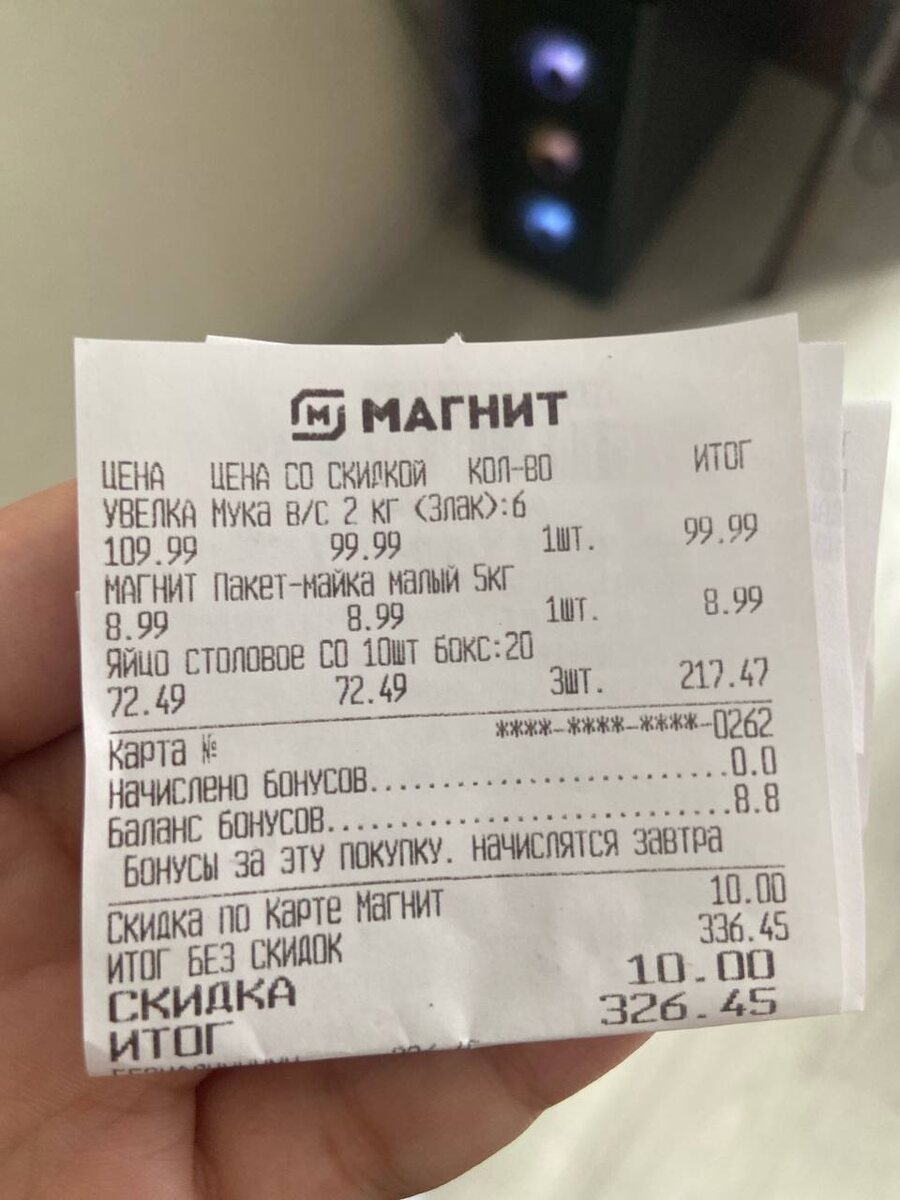 М МАГНИТ
ЦЕНА ЦЕНА СО СКИДКОЙ КОЛ-ВО ИТОГ
УВЕЛКА Мука в/с 2 кг (Злак):6
109.99 99.99 1шт. 99.99
МАГНИТ Пакет-майка малый 5кг
8.99 8.99 1шт. 8.99
Яйцо столовое СО 10шт бокс:20
72.49 72.49 3шт. 217.47
Карта № ****-****-****-0262
Начислено бонусов..............................0.0
Баланс бонусов..................................8.8
Бонусы за эту покупку. начислятся завтра
Скидка по карте Магнит 10.00
ИТОГ БЕЗ СКИДОК 336.45
СКИДКА 10.00
ИТОГ 326.45